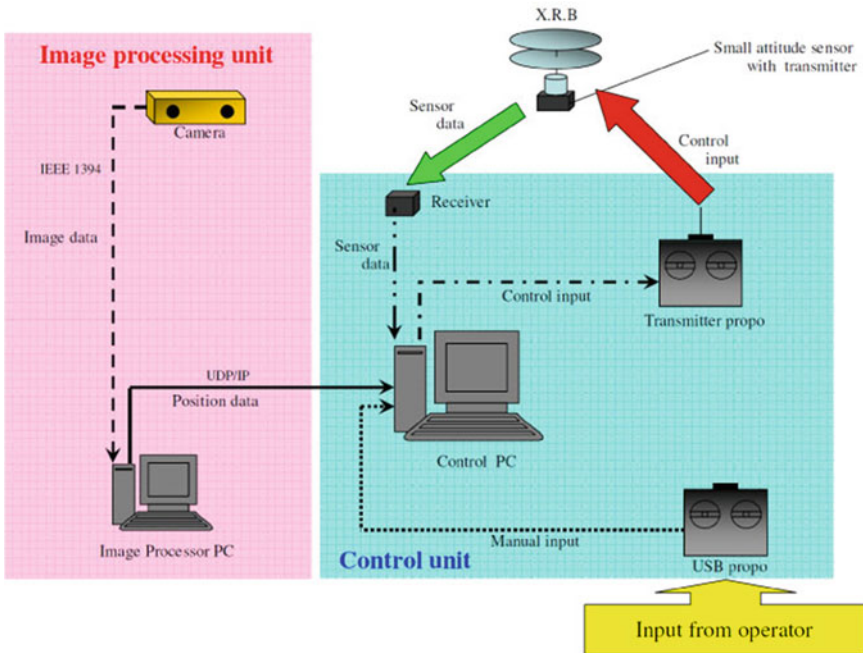 X.R.B
Image processing unit
Small attitude sensor
with transmitter
Camera
Sensor
data
Control
input
IEEE 1394
Receiver
Image data
Sensor
data
Control input
Transmitter propo
UDP/IP
Position data
Control PC
Image Processor PC
Manual input
USB propo
Control unit
Input from operator